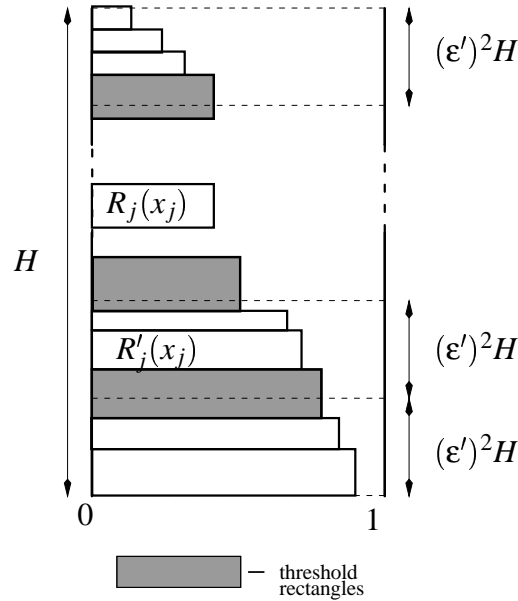 (ε′)²H
R_j(x_j)
H
R′_j(x_j)
(ε′)²H
(ε′)²H
0
1
threshold
rectangles